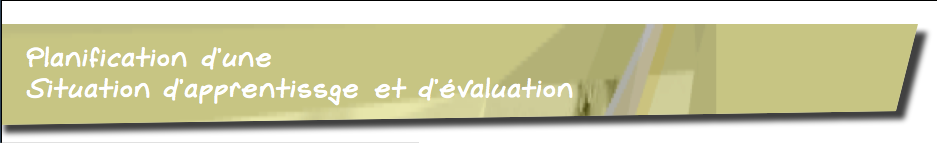 Planification d'une
Situation d'apprentissge et d'évaluation